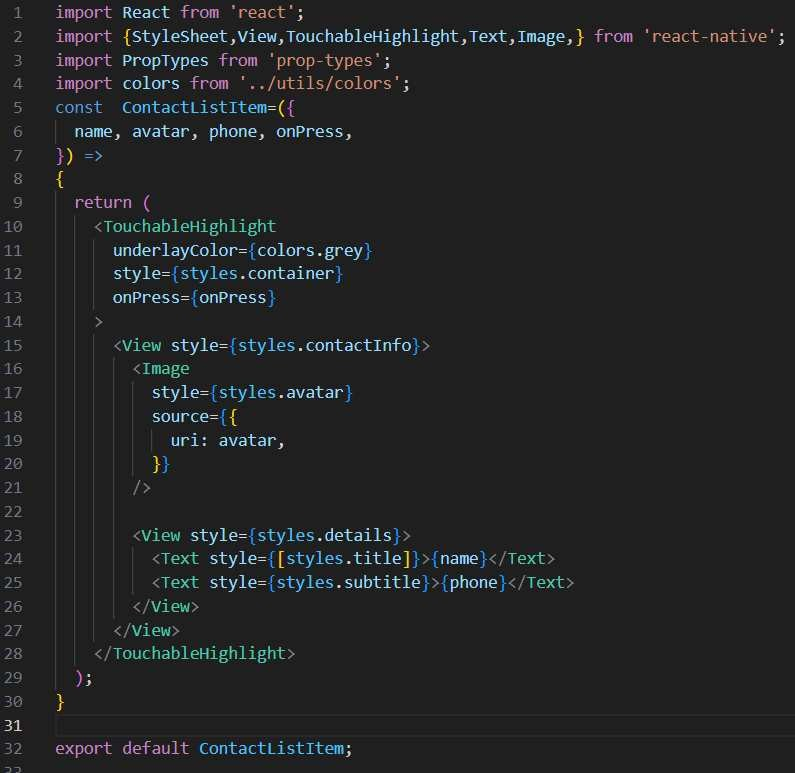 1 import React from 'react';
2 import {StyleSheet,View,TouchableHighlight,Text,Image,} from 'react-native';
3 import PropTypes from 'prop-types';
4 import colors from '../utils/colors';
5 const  ContactListItem=({
6   name, avatar, phone, onPress,
7 }) =>
8 {
9   return (
10     <TouchableHighlight
11       underlayColor={colors.grey}
12       style={styles.container}
13       onPress={onPress}
14     >
15       <View style={styles.contactInfo}>
16         <Image
17           style={styles.avatar}
18           source={{
19             uri: avatar,
20           }}
21         />
22
23         <View style={styles.details}>
24           <Text style={[styles.title]}>{name}</Text>
25           <Text style={styles.subtitle}>{phone}</Text>
26         </View>
27       </View>
28     </TouchableHighlight>
29   );
30 }
31
32 export default ContactListItem;
33